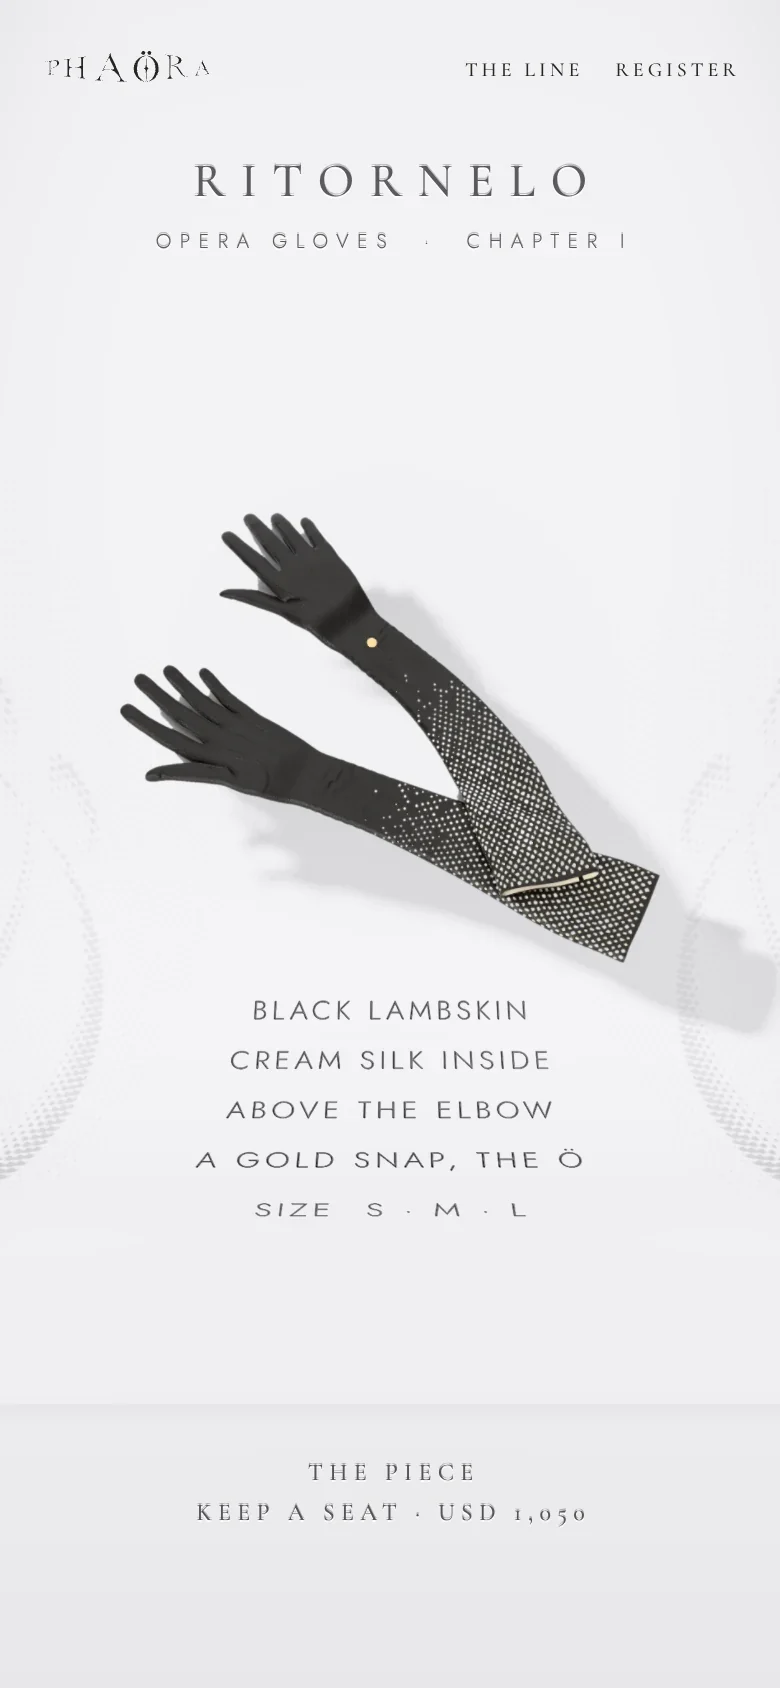 PHAÖRA
THE LINE REGISTER
RITORNELO
OPERA GLOVES · CHAPTER I
BLACK LAMBSKIN
CREAM SILK INSIDE
ABOVE THE ELBOW
A GOLD SNAP, THE Ö
SIZE S · M · L
THE PIECE
KEEP A SEAT · USD 1,050